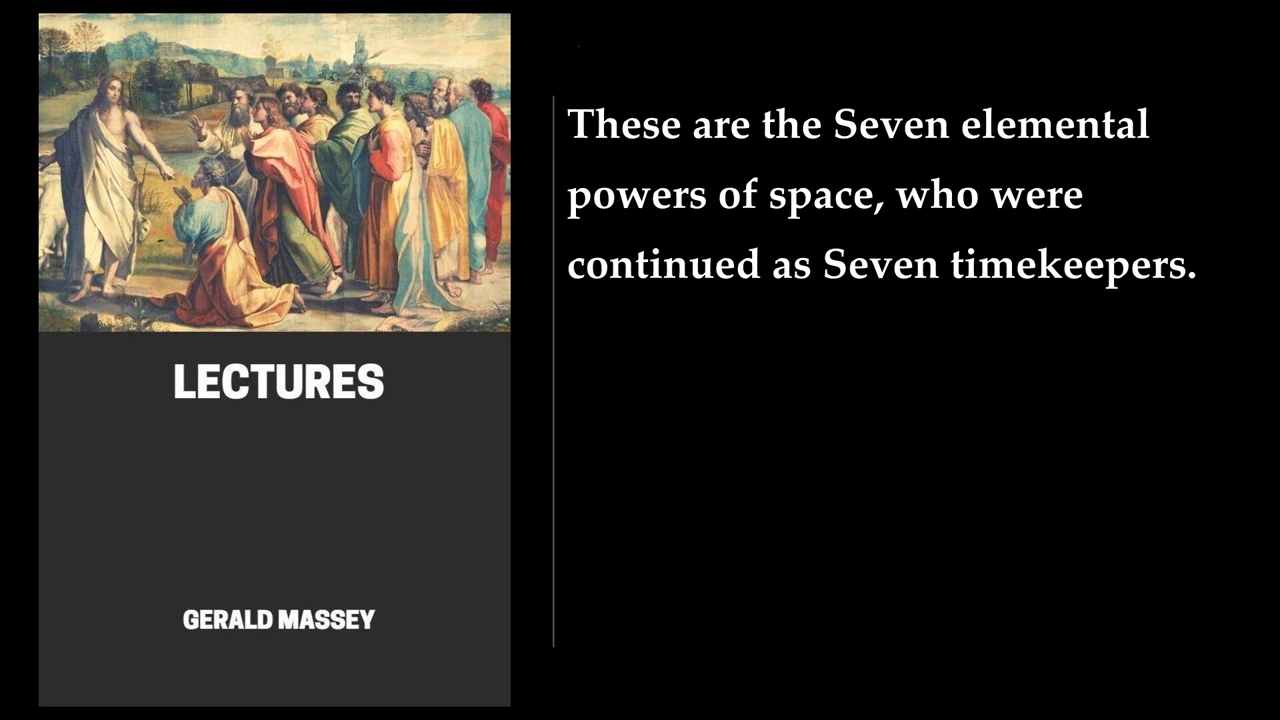 LECTURES
GERALD MASSEY
These are the Seven elemental
powers of space, who were
continued as Seven timekeepers.